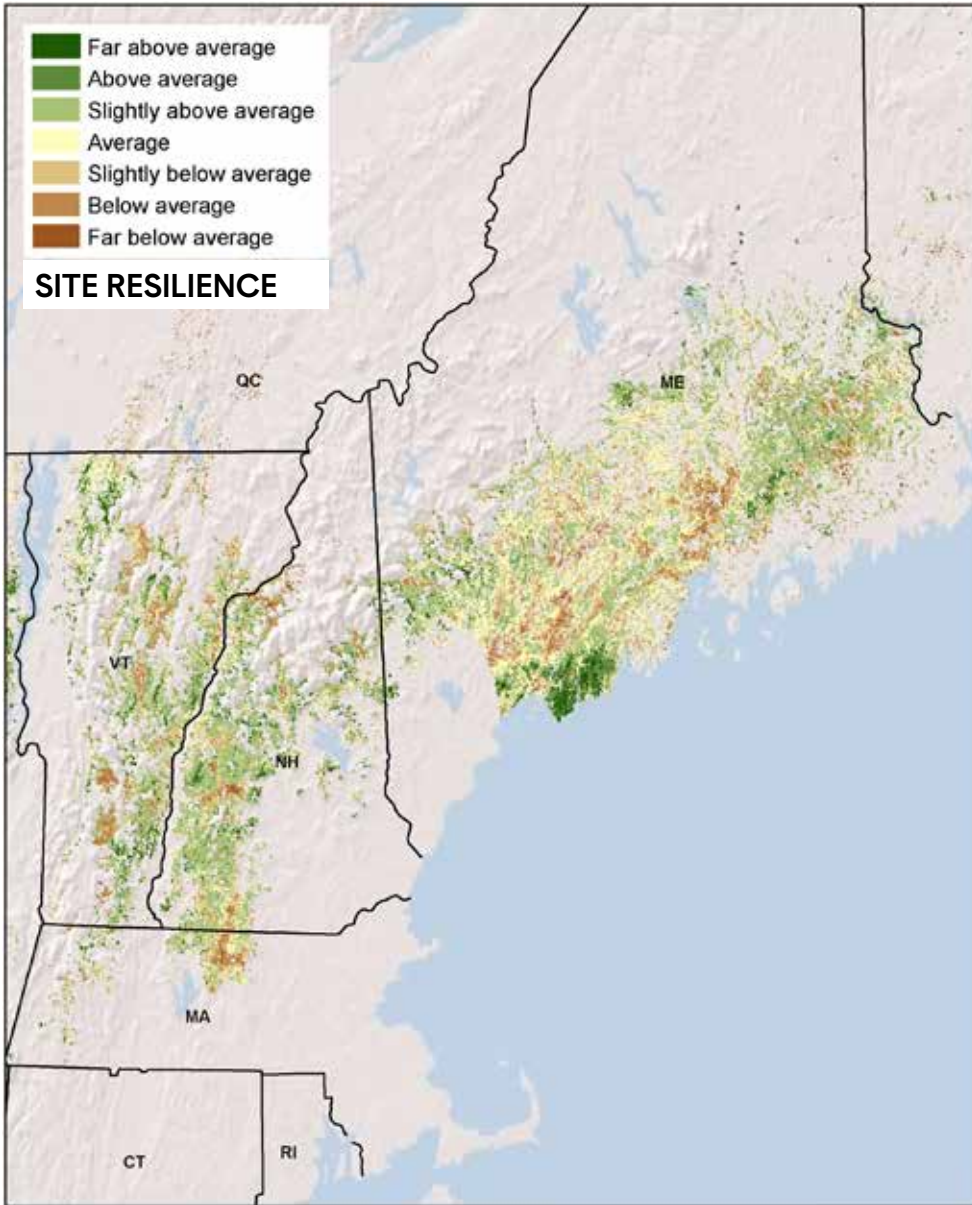 Far above average
Above average
Slightly above average
Average
Slightly below average
Below average
Far below average
SITE RESILIENCE
QC
ME
VT
NH
MA
CT
RI